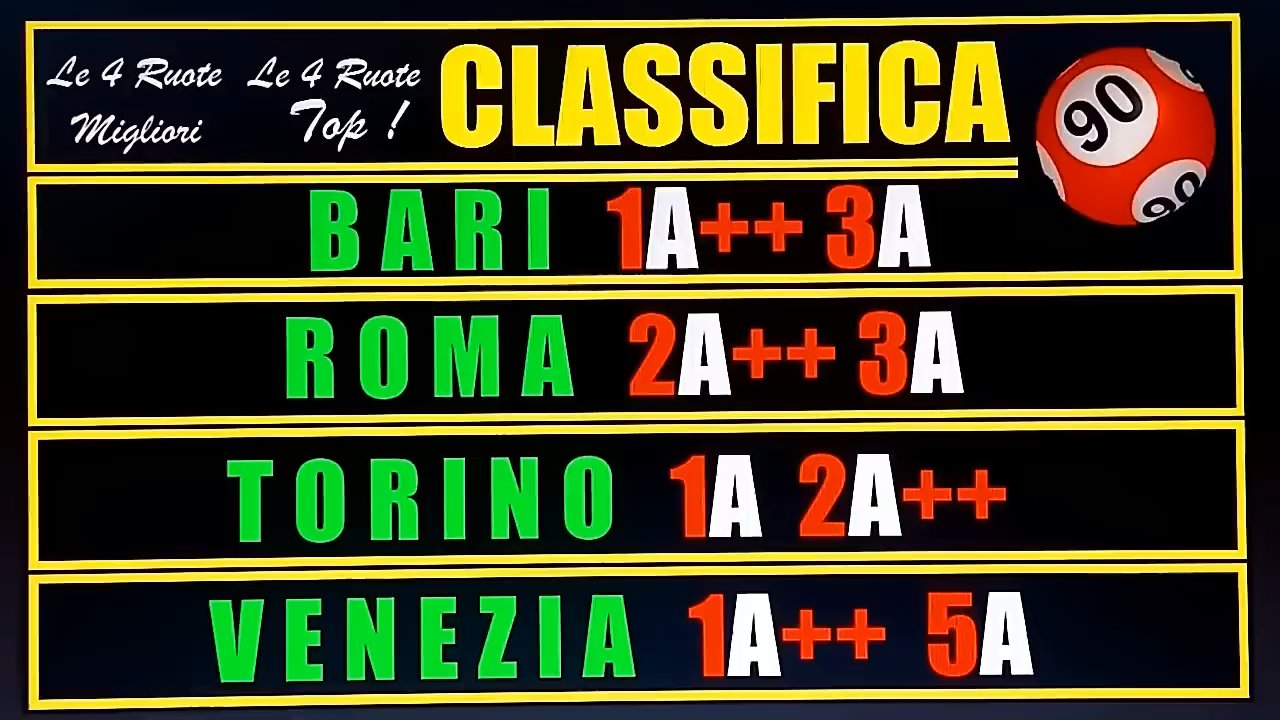 Le 4 Ruote Migliori
Le 4 Ruote Top !
CLASSIFICA
90
90
BARI 1A++ 3A
ROMA 2A++ 3A
TORINO 1A 2A++
VENEZIA 1A++ 5A